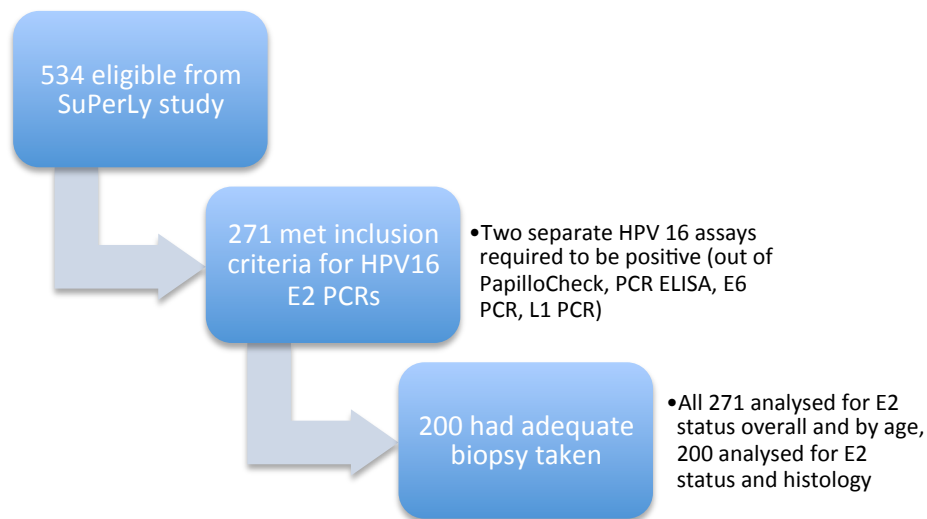 534 eligible from
SuPerLy study
271 met inclusion
criteria for HPV16
E2 PCRs
•Two separate HPV 16 assays
required to be positive (out of
PapilloCheck, PCR ELISA, E6
PCR, L1 PCR)
200 had adequate
biopsy taken
•All 271 analysed for E2
status overall and by age,
200 analysed for E2
status and histology